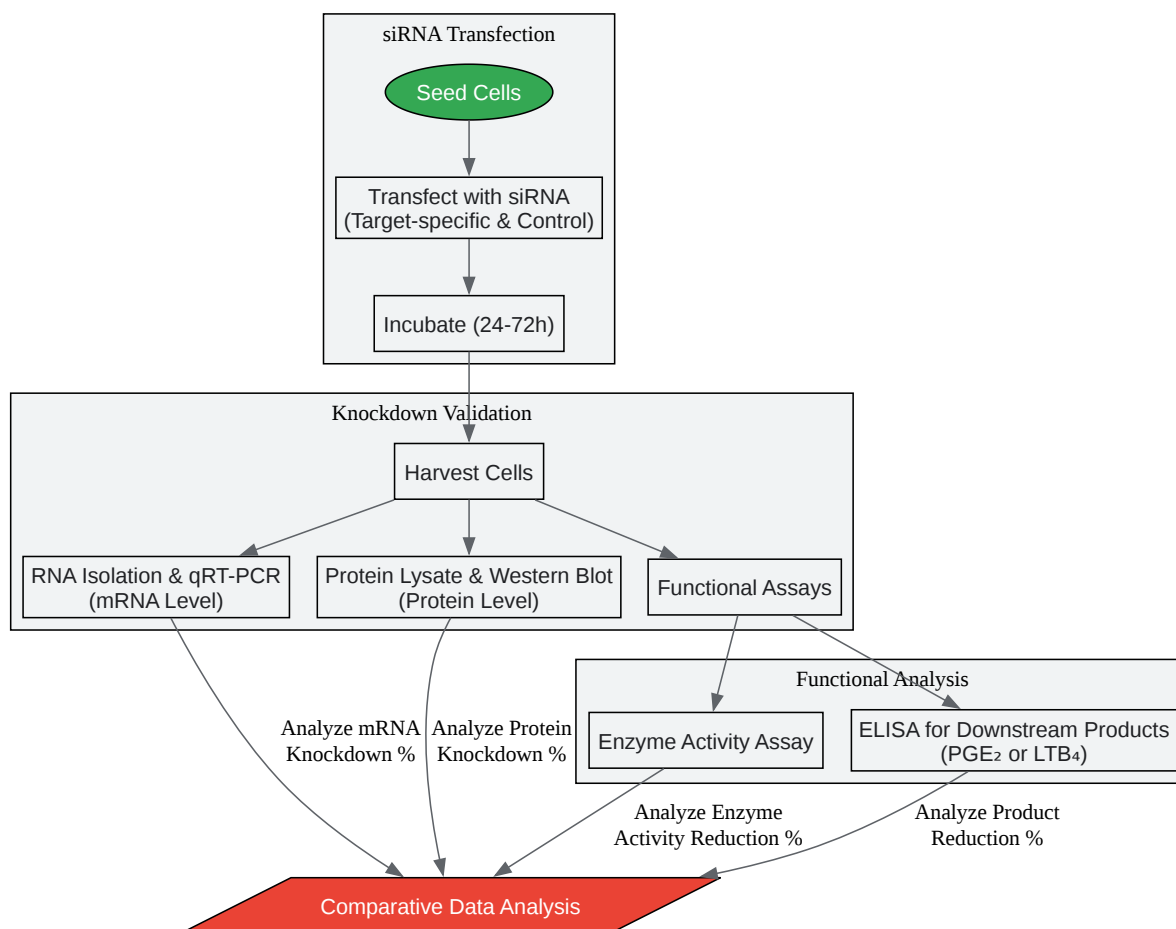 siRNA Transfection
Seed Cells
Transfect with siRNA
(Target-specific & Control)
Incubate (24-72h)
Knockdown Validation
Harvest Cells
RNA Isolation & qRT-PCR
(mRNA Level)
Protein Lysate & Western Blot
(Protein Level)
Functional Assays
Functional Analysis
Analyze mRNA
Knockdown %
Analyze Protein
Knockdown %
Enzyme Activity Assay
ELISA for Downstream Products
(PGE₂ or LTB₄)
Analyze Enzyme
Activity Reduction %
Analyze Product
Reduction %
Comparative Data Analysis